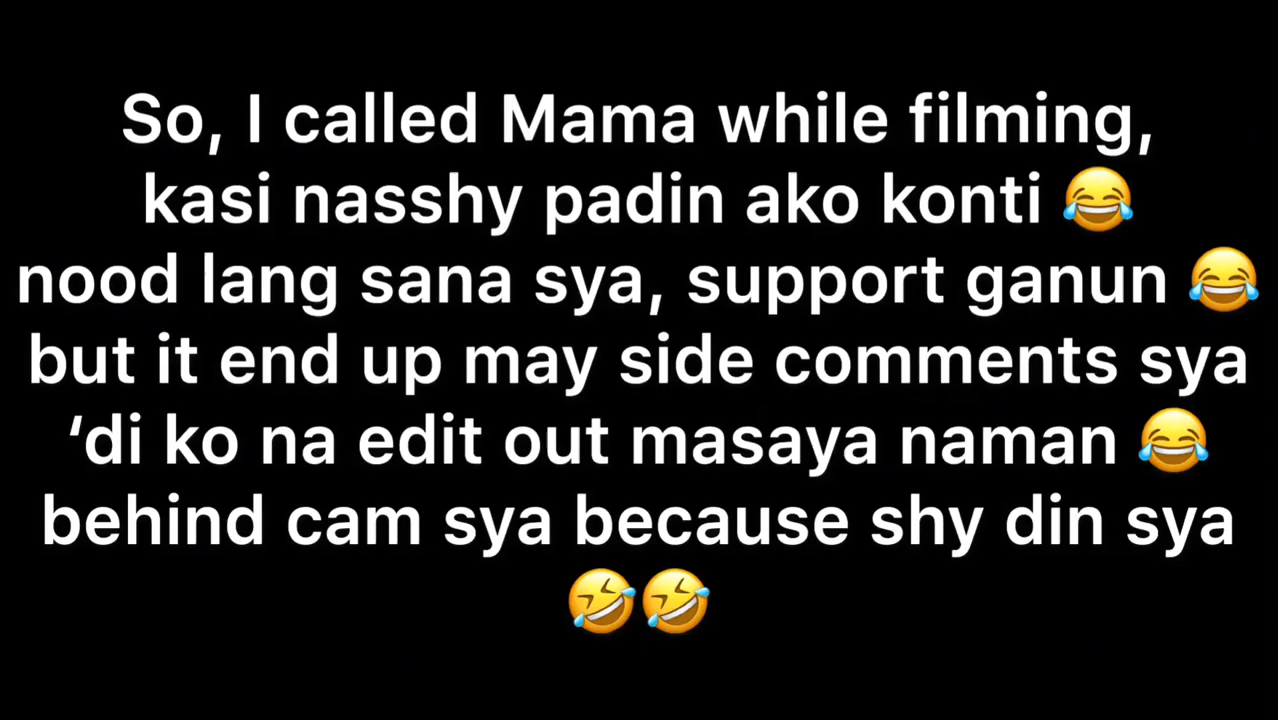 So, I called Mama while filming,
kasi nasshy padin ako konti 😂
nood lang sana sya, support ganun 😂
but it end up may side comments sya
‘di ko na edit out masaya naman 😂
behind cam sya because shy din sya
🤣🤣